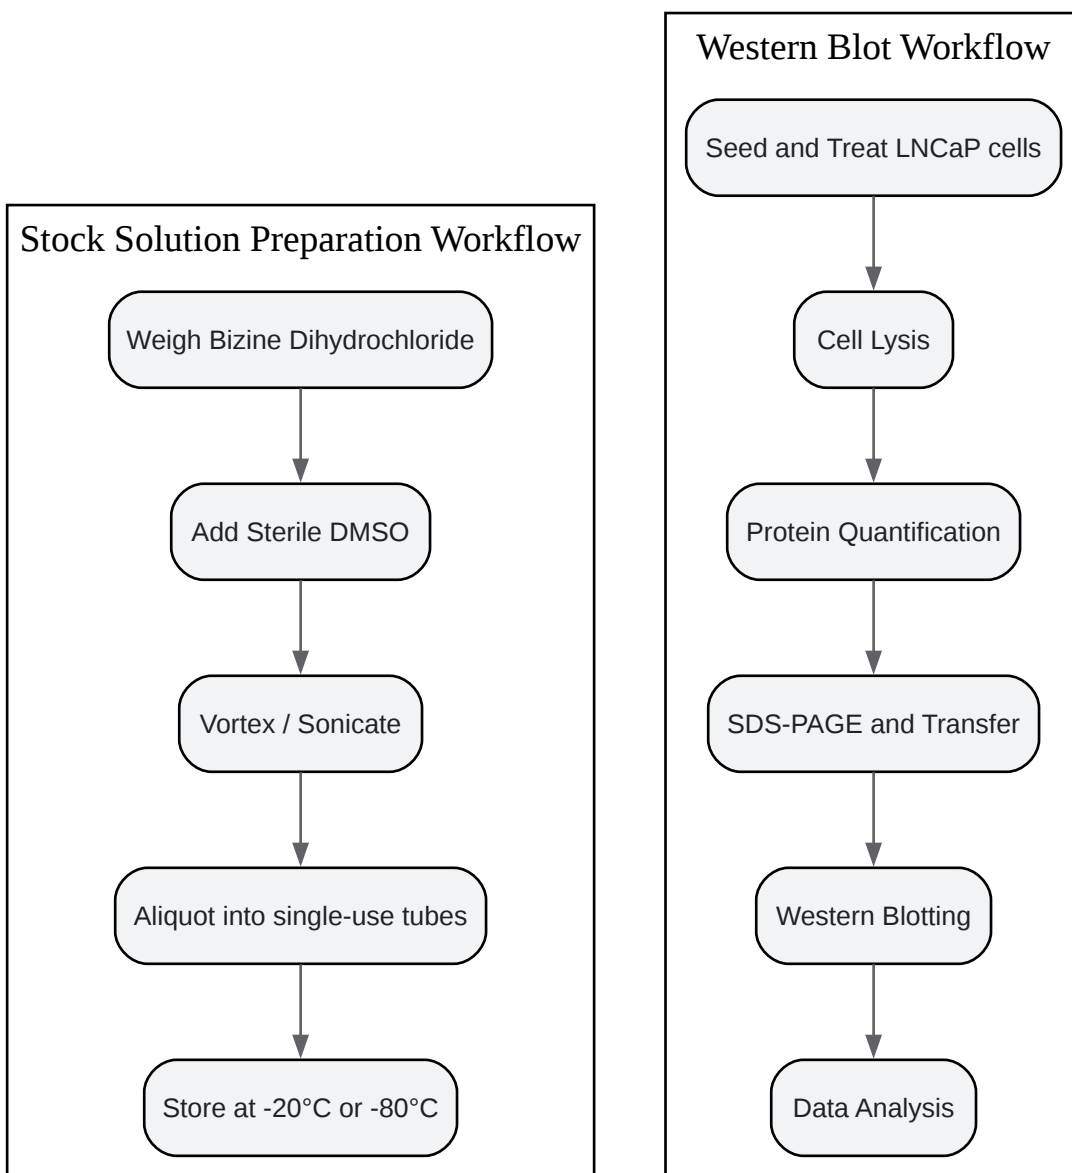 Stock Solution Preparation Workflow
Weigh Bizine Dihydrochloride
Add Sterile DMSO
Vortex / Sonicate
Aliquot into single-use tubes
Store at -20°C or -80°C
Western Blot Workflow
Seed and Treat LNCaP cells
Cell Lysis
Protein Quantification
SDS-PAGE and Transfer
Western Blotting
Data Analysis